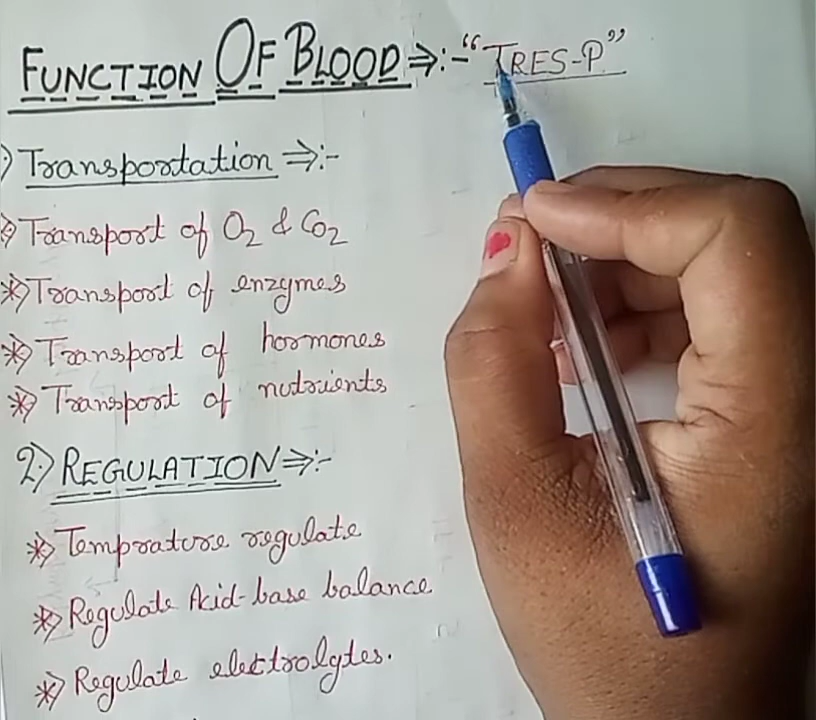 FUNCTION OF BLOOD ⇒:- "TRES-P"
) Transportation ⇒:-
Transport of O2 & CO2
*) Transport of enzymes
*) Transport of hormones
*) Transport of nutrients
2) REGULATION ⇒:-
*) Temprature regulate
*) Regulate Acid-base balance
*) Regulate electrolytes.